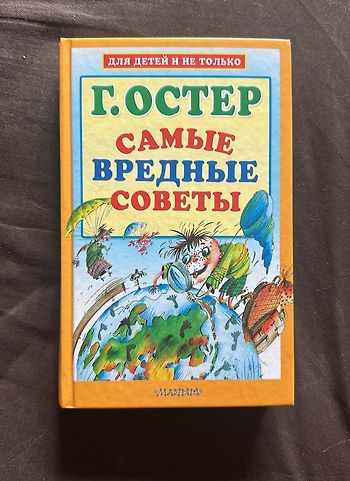 ДЛЯ ДЕТЕЙ И НЕ ТОЛЬКО
Г. ОСТЕР
САМЫЕ
ВРЕДНЫЕ
СОВЕТЫ
«МАЛЫШ»